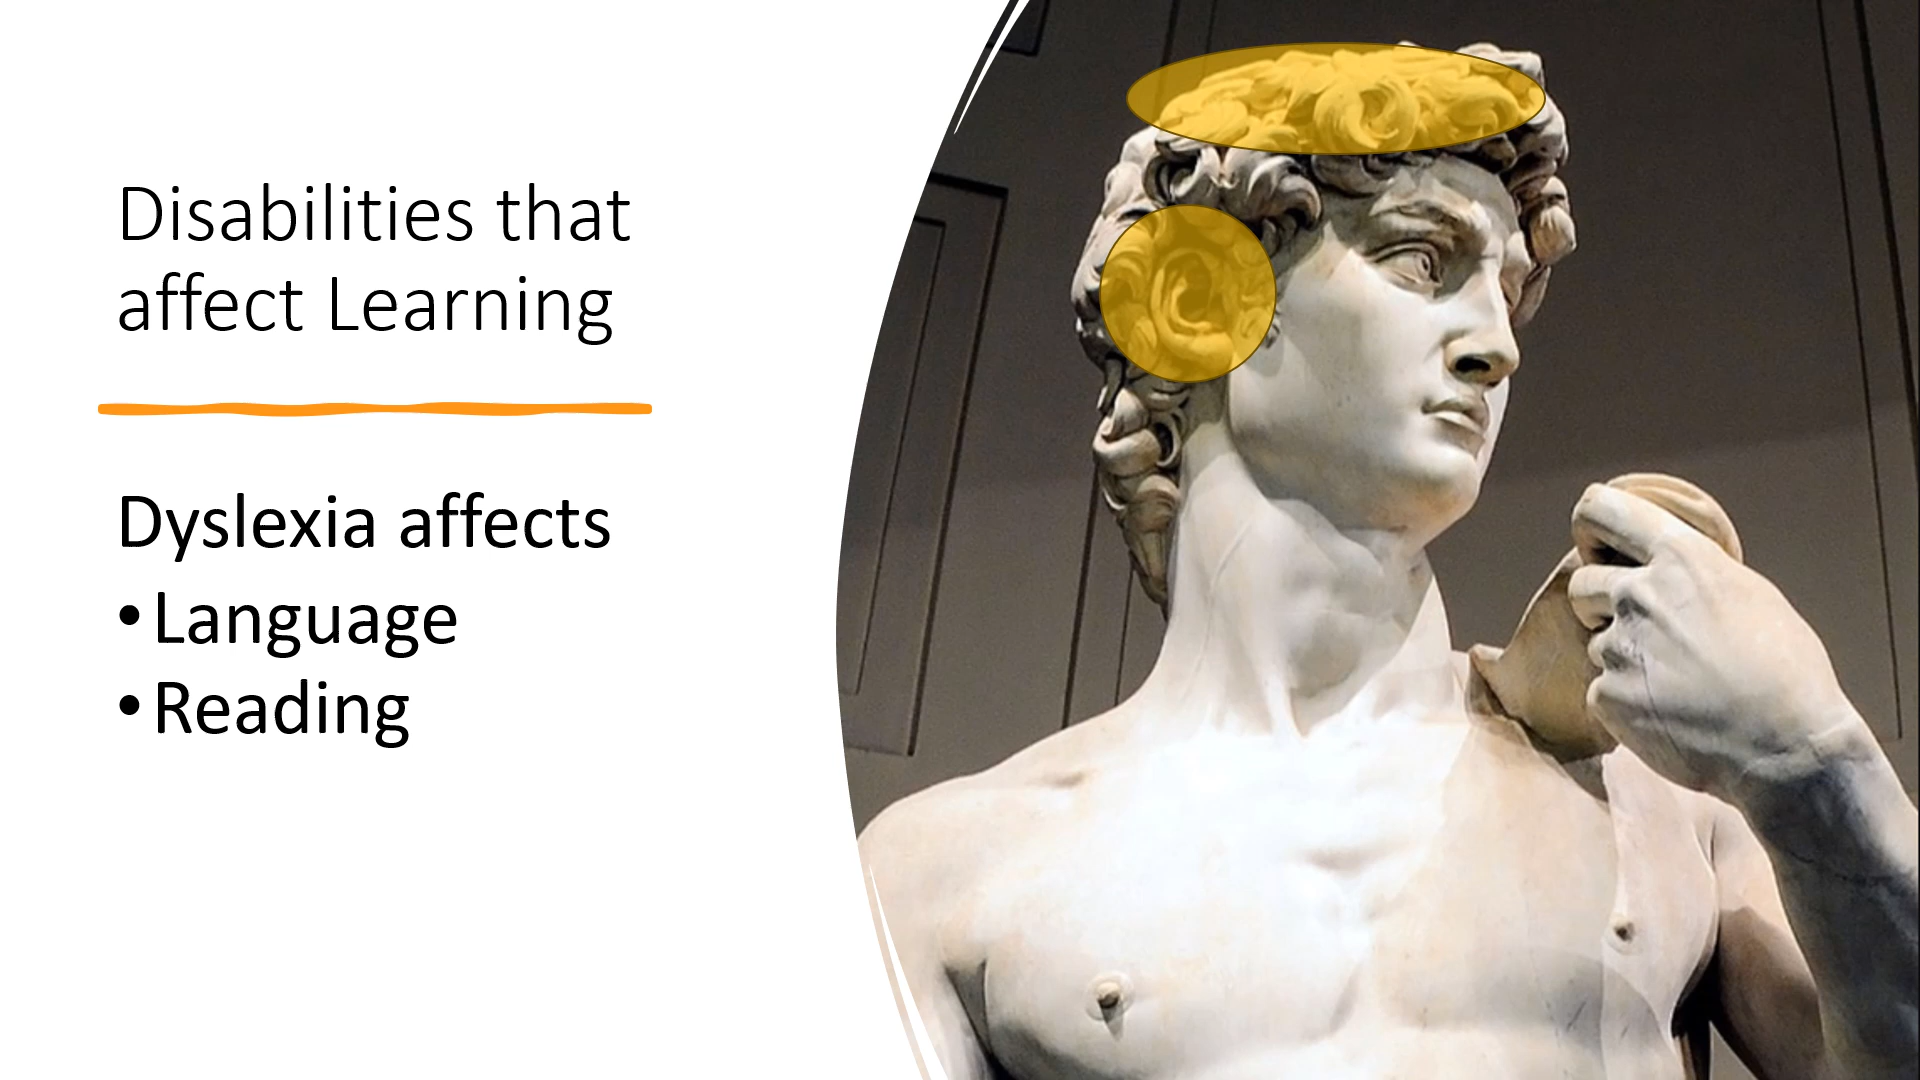 Disabilities that
affect Learning
Dyslexia affects
• Language
• Reading